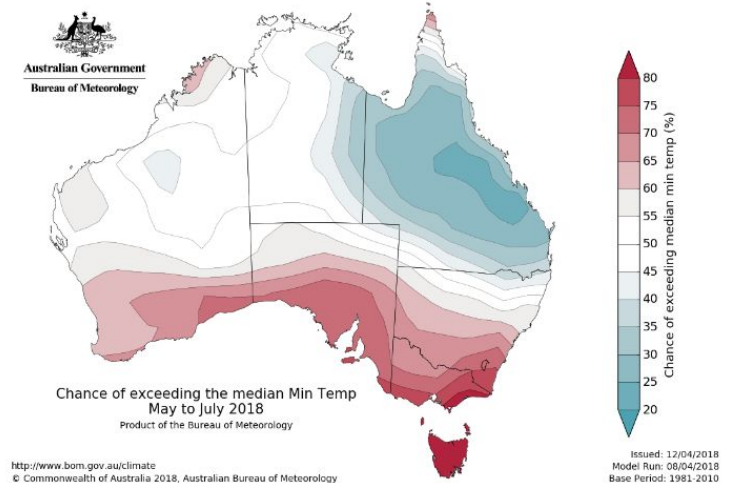 Australian Government
Bureau of Meteorology
80
75
70
65
60
55
50
45
40
35
30
25
20
Chance of exceeding median min temp (%)
Chance of exceeding the median Min Temp
May to July 2018
Product of the Bureau of Meteorology
http://www.bom.gov.au/climate
© Commonwealth of Australia 2018, Australian Bureau of Meteorology
Issued: 12/04/2018
Model Run: 08/04/2018
Base Period: 1981-2010